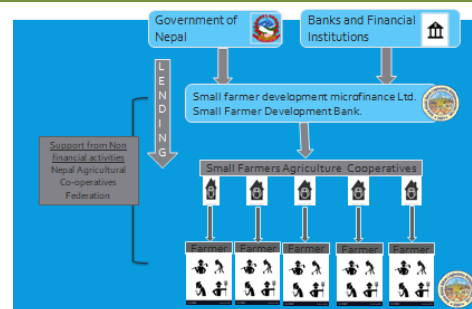 Government of
Nepal
Banks and Financial
Institutions
LENDING
Small farmer development microfinance Ltd.
Small Farmer Development Bank.
Support from Non
financial activities
Nepal Agricultural
Co-operatives
Federation
Small Farmers Agriculture Cooperatives
Farmer
Farmer
Farmer
Farmer
Farmer